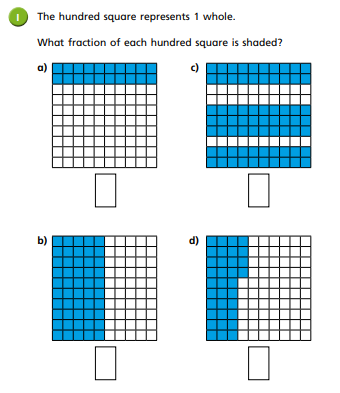 1 The hundred square represents 1 whole.
What fraction of each hundred square is shaded?
a) c)
b) d)